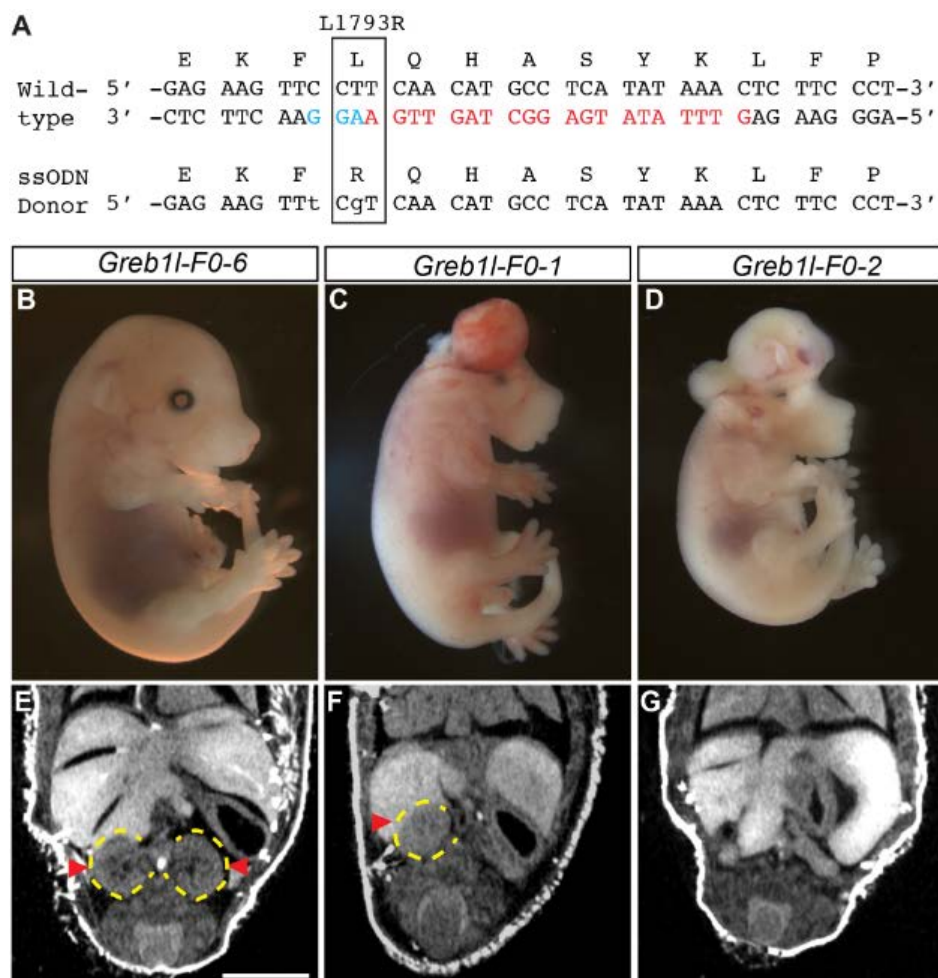 A
L1793R
E K F L Q H A S Y K L F P
Wild- 5′ -GAG AAG TTC CTT CAA CAT GCC TCA TAT AAA CTC TTC CCT-3′
type 3′ -CTC TTC AAG GAA GTT GAT CGG AGT ATA TTT GAG AAG GGA-5′
ssODN E K F R Q H A S Y K L F P
Donor 5′ -GAG AAG TTt CgT CAA CAT GCC TCA TAT AAA CTC TTC CCT-3′
Greb1l-F0-6 Greb1l-F0-1 Greb1l-F0-2
B C D
E F G